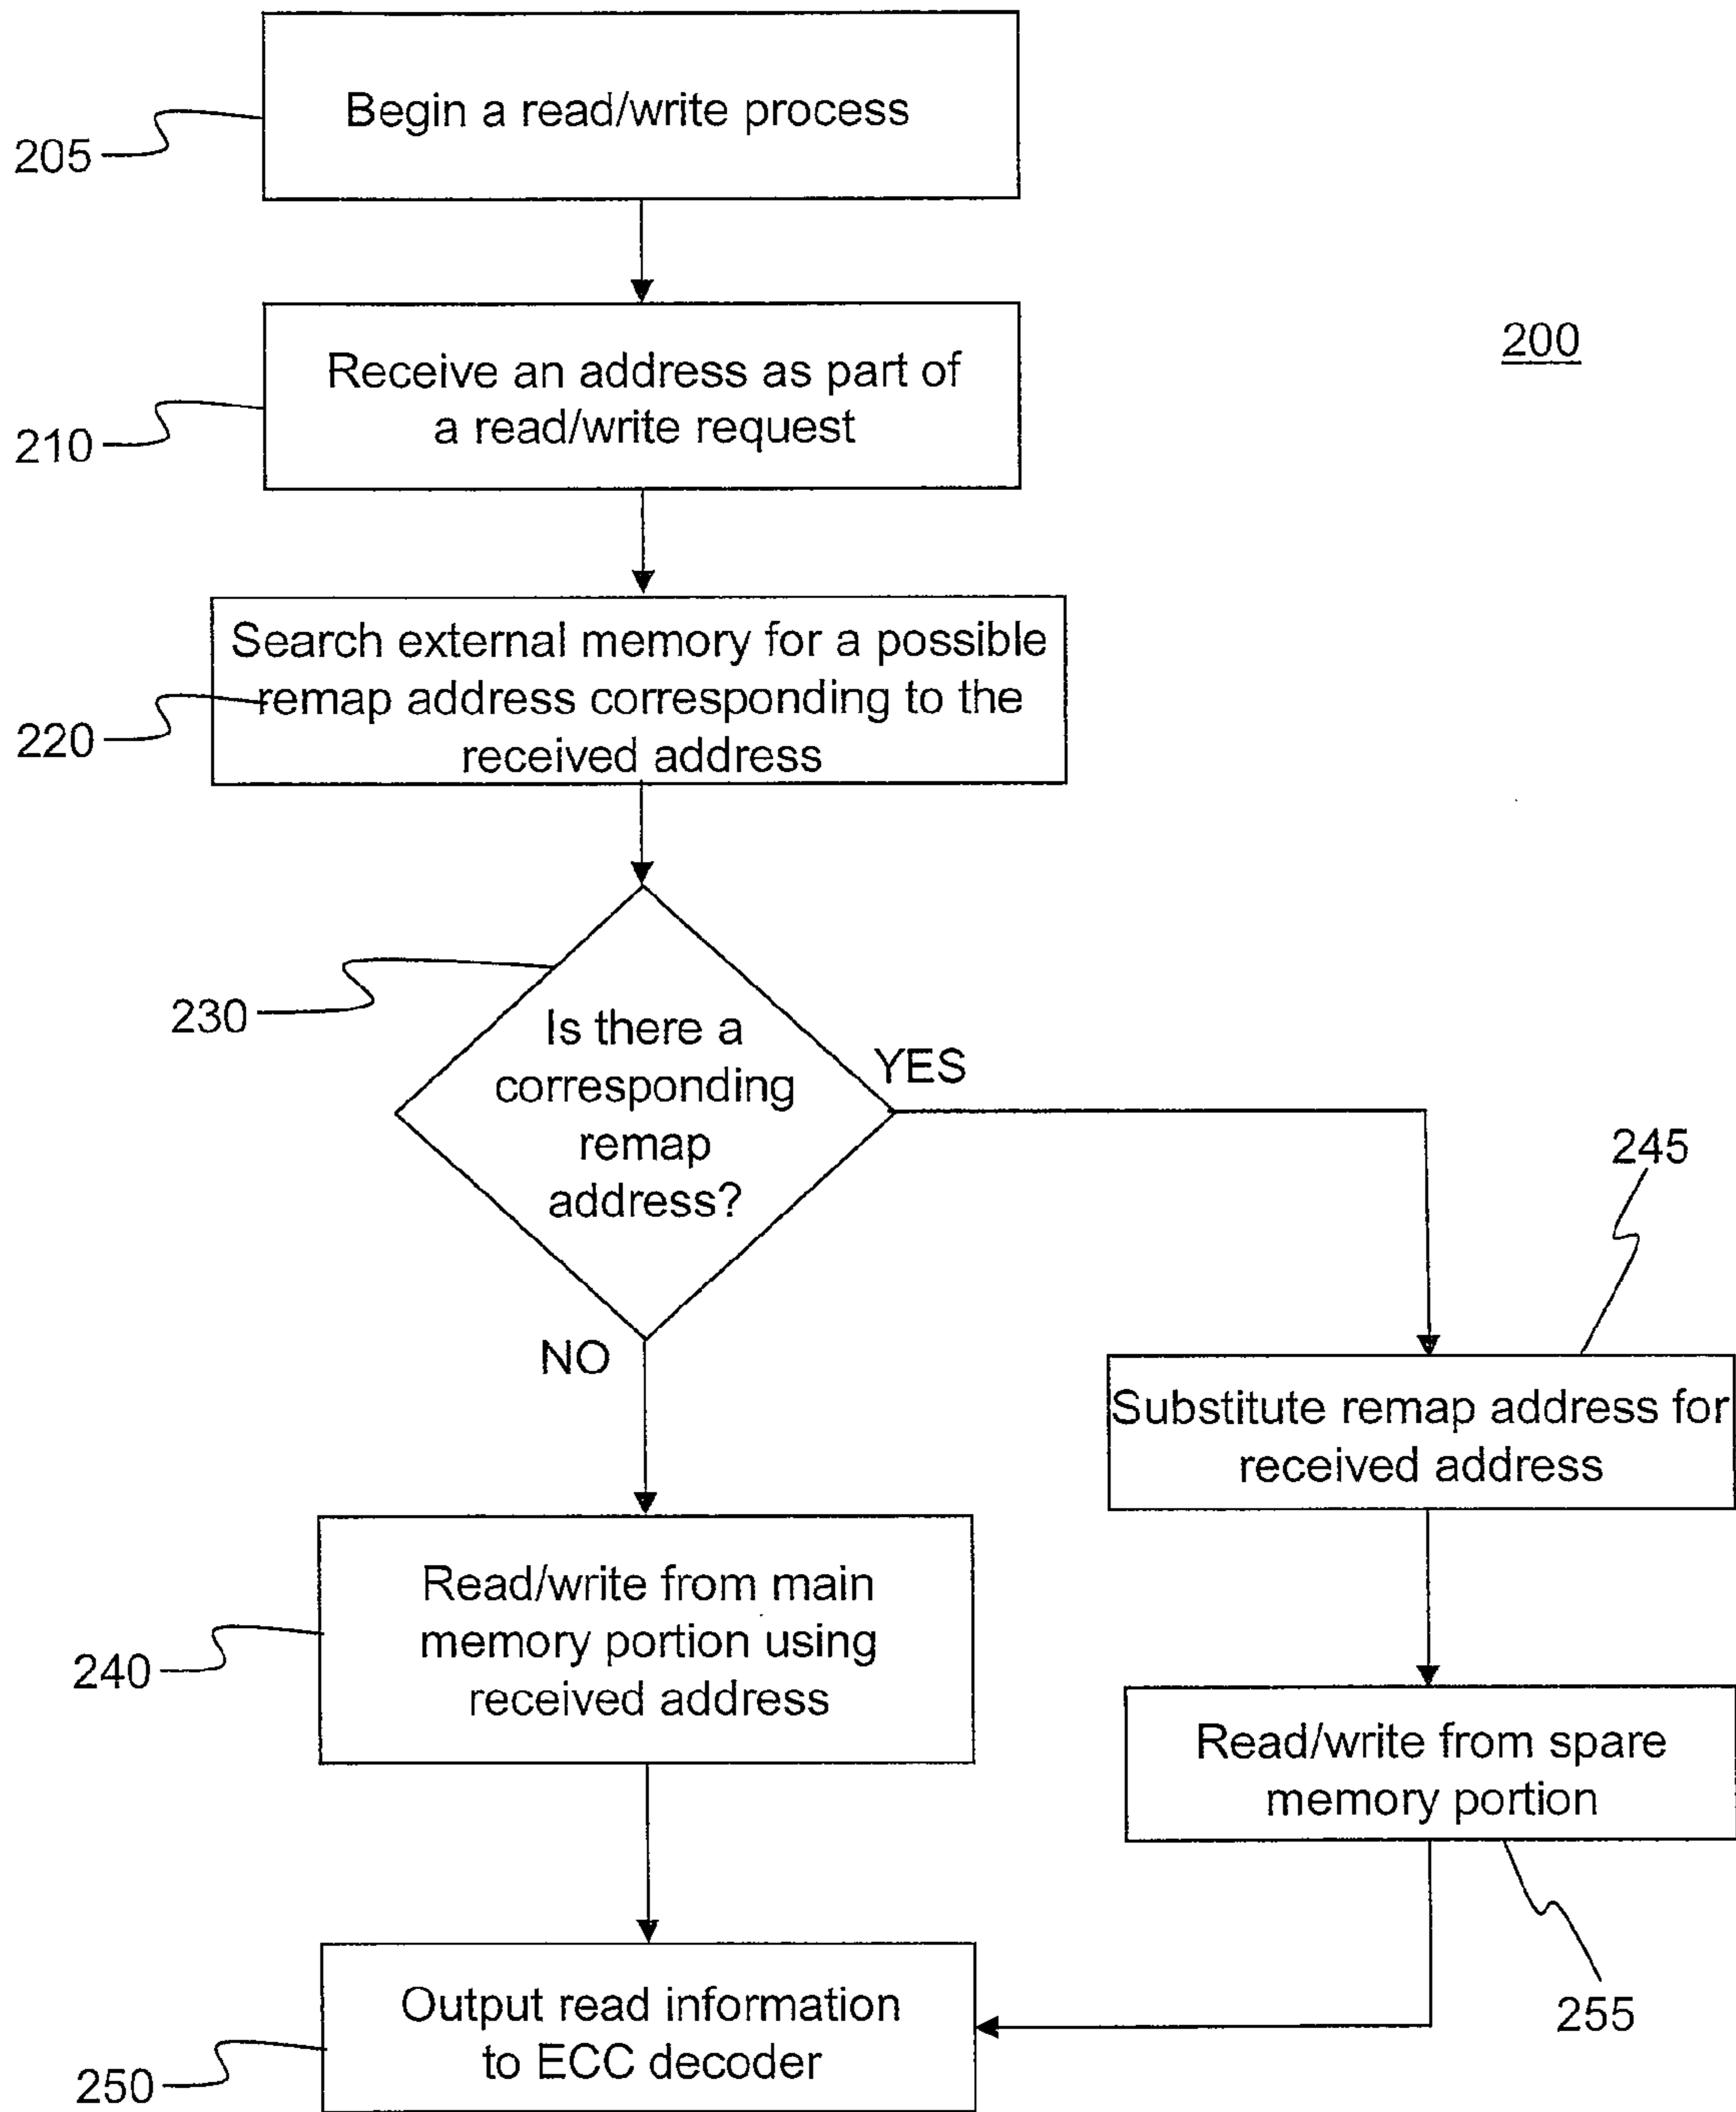 Begin a read/write process
205
200
Receive an address as part of
a read/write request
210
Search external memory for a possible
remap address corresponding to the
received address
220
230
Is there a
corresponding
remap
address?
YES
NO
245
Substitute remap address for
received address
Read/write from main
memory portion using
received address
240
Read/write from spare
memory portion
255
Output read information
to ECC decoder
250